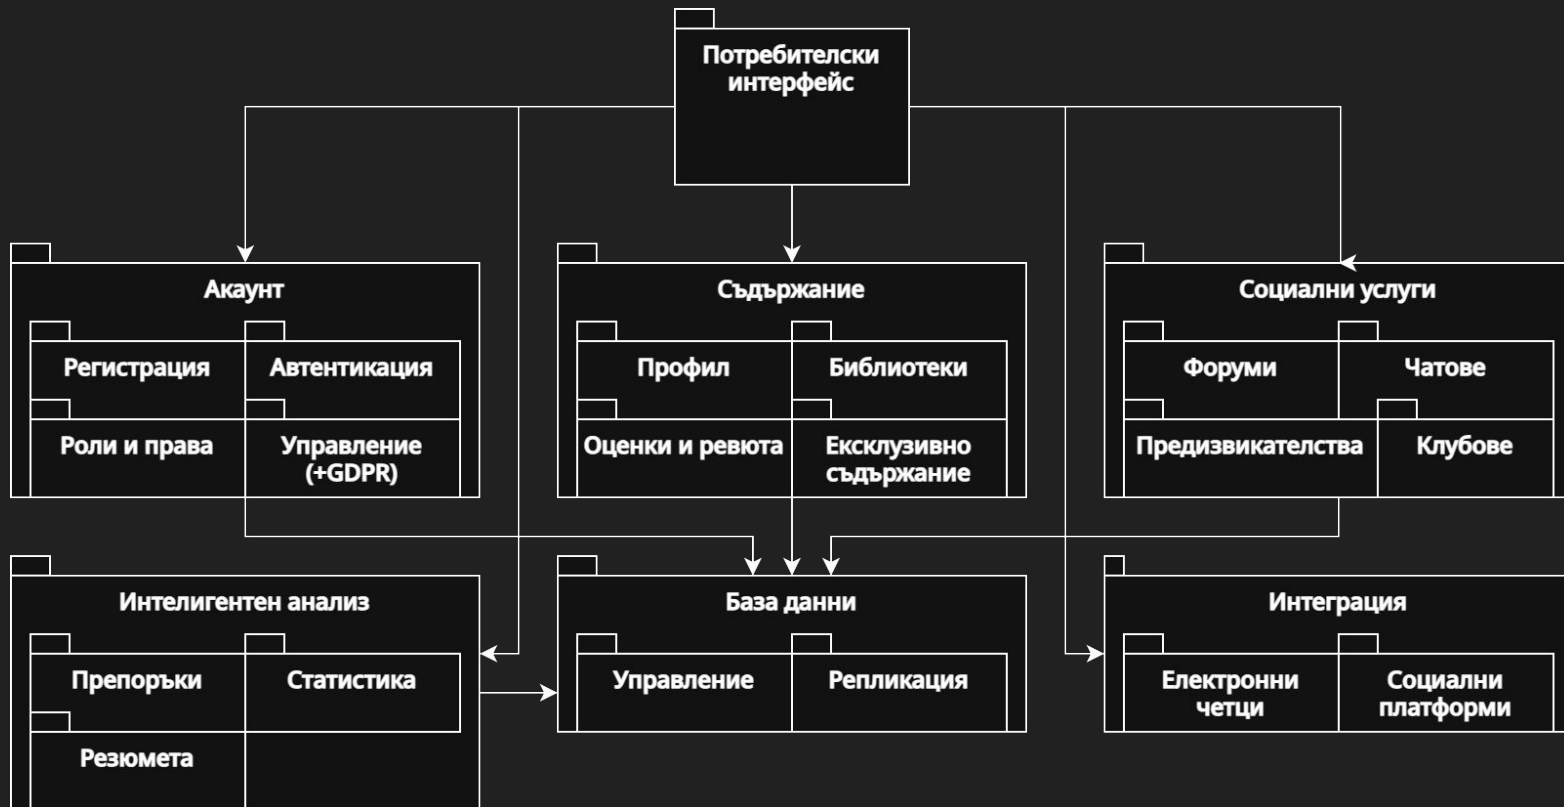 Потребителски
интерфейс
Акаунт
Регистрация
Автентикация
Роли и права
Управление
(+GDPR)
Съдържание
Профил
Библиотеки
Оценки и ревюта
Ексклузивно
съдържание
Социални услуги
Форуми
Чатове
Предизвикателства
Клубове
Интелигентен анализ
Препоръки
Статистика
Резюмета
База данни
Управление
Репликация
Интеграция
Електронни
четци
Социални
платформи